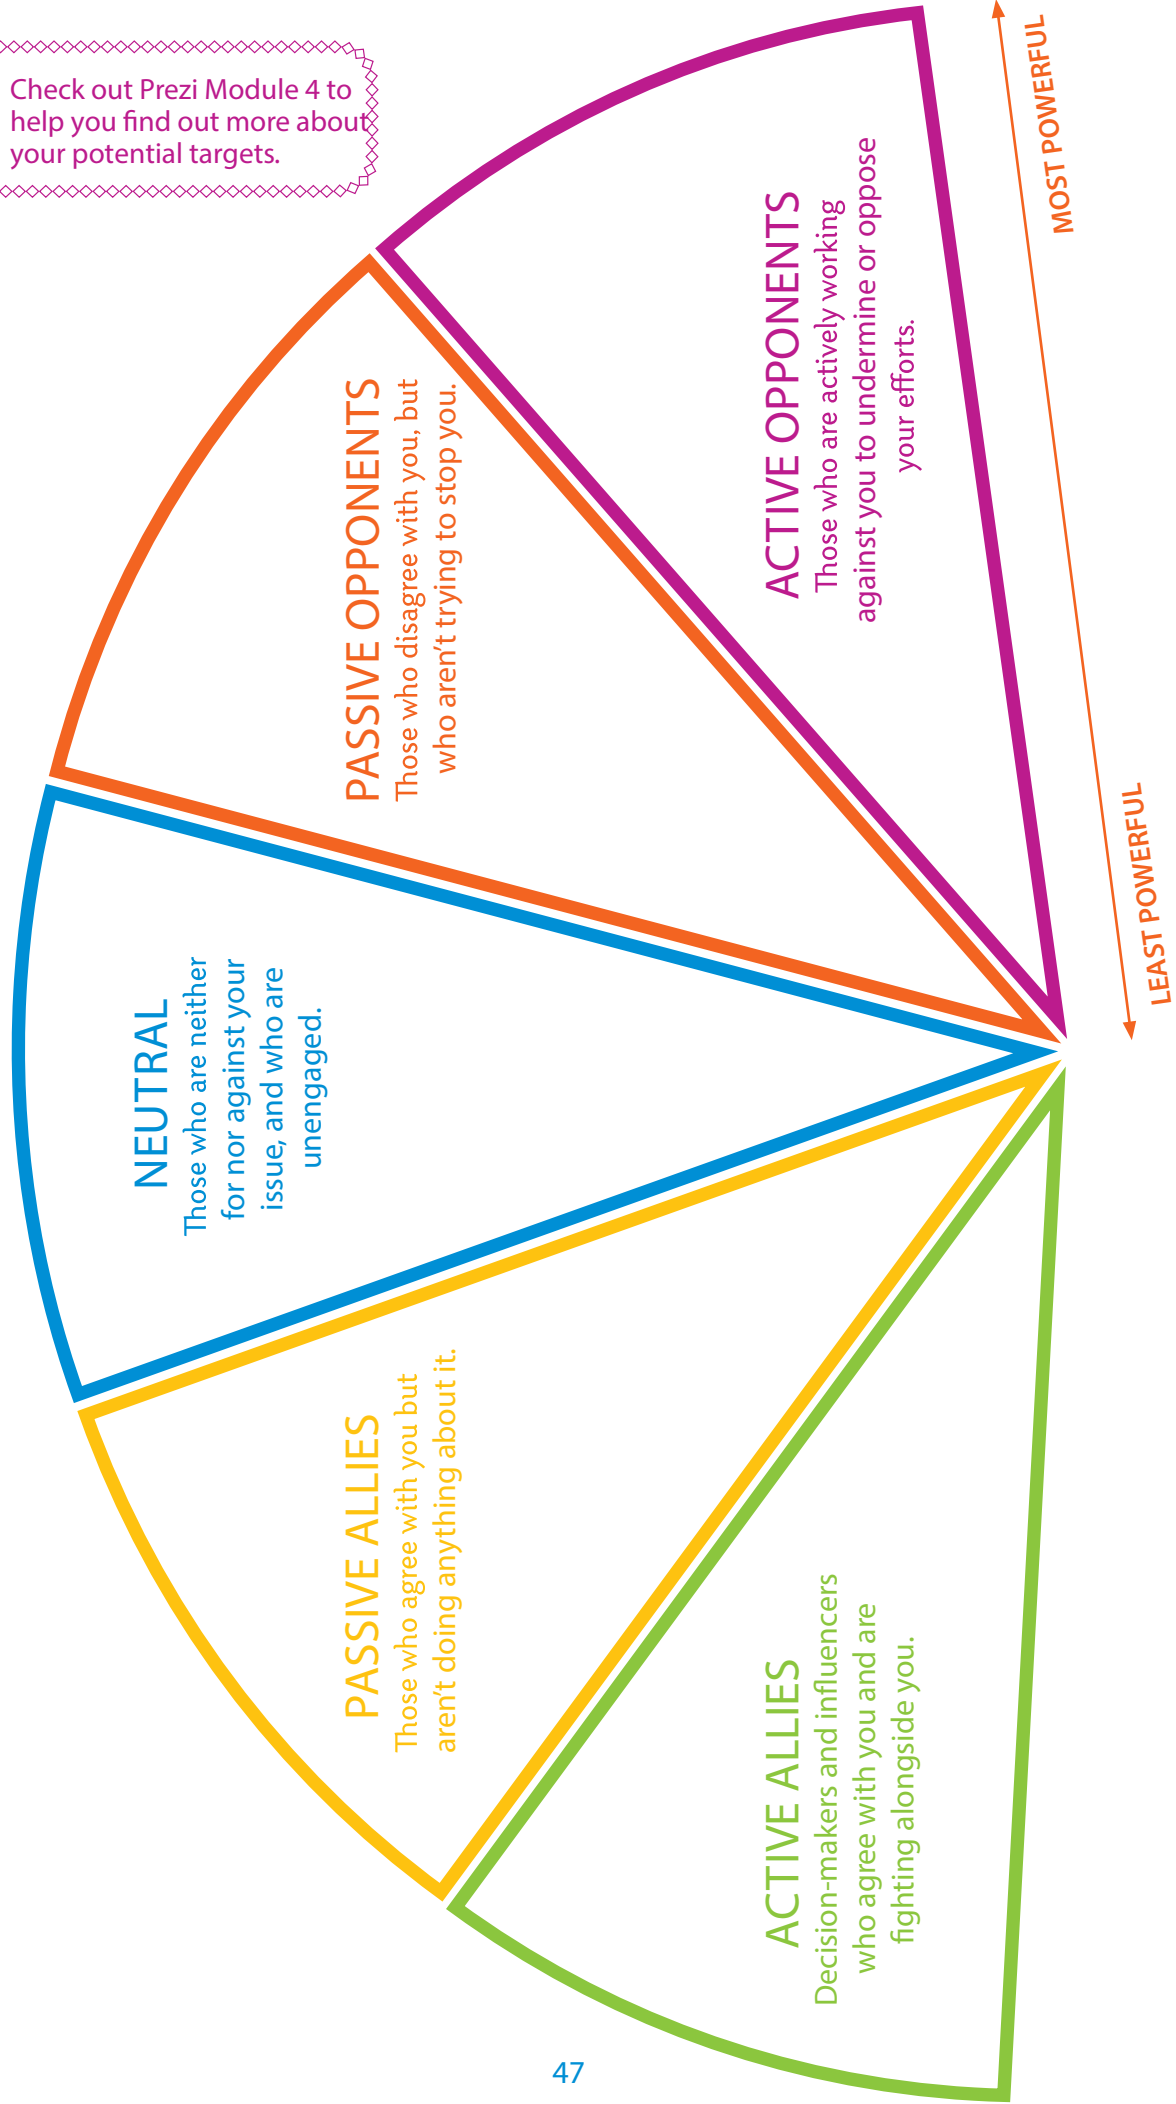 Check out Prezi Module 4 to
help you find out more about
your potential targets.
ACTIVE ALLIES
Decision-makers and influencers
who agree with you and are
fighting alongside you.
PASSIVE ALLIES
Those who agree with you but
aren't doing anything about it.
NEUTRAL
Those who are neither
for nor against your
issue, and who are
unengaged.
PASSIVE OPPONENTS
Those who disagree with you, but
who aren't trying to stop you.
ACTIVE OPPONENTS
Those who are actively working
against you to undermine or oppose
your efforts.
LEAST POWERFUL
MOST POWERFUL
47